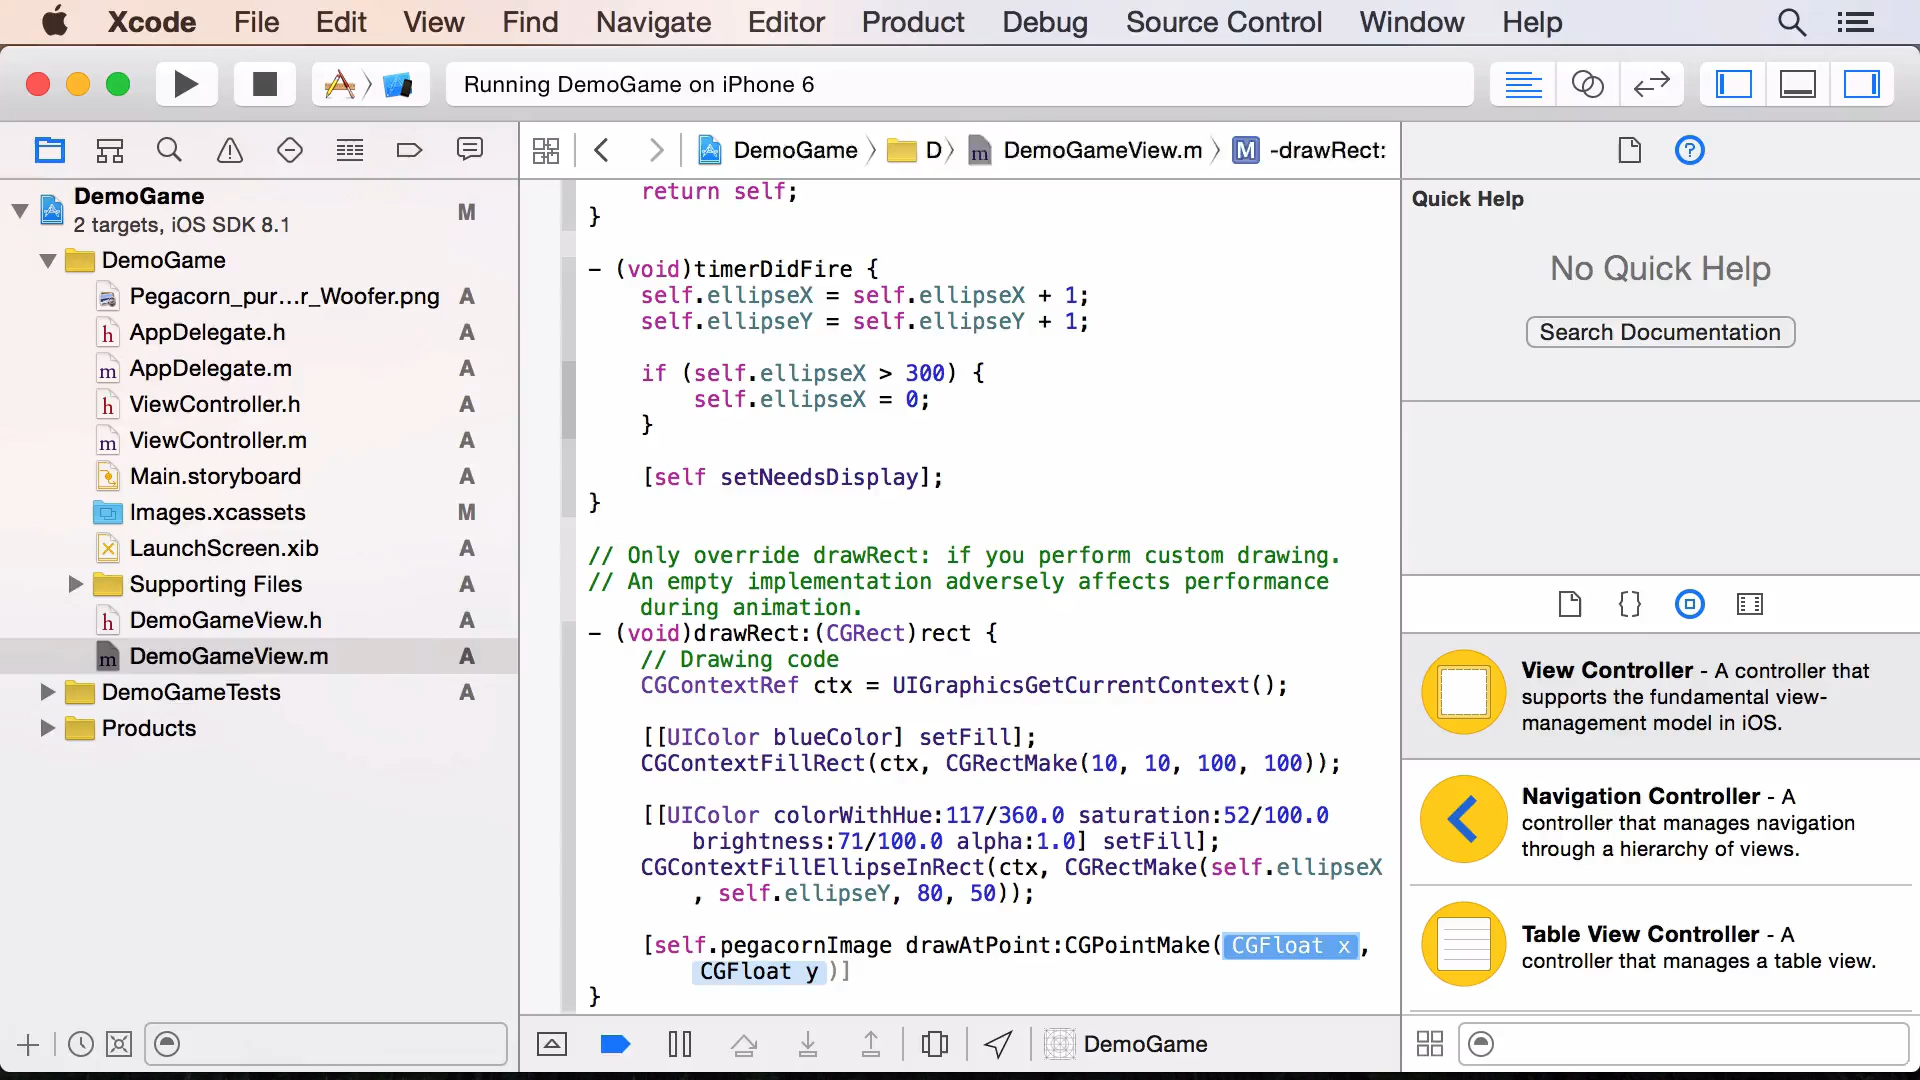 Xcode File Edit View Find Navigate Editor Product Debug Source Control Window Help
Running DemoGame on iPhone 6
DemoGame D DemoGameView.m M -drawRect:
DemoGame
2 targets, iOS SDK 8.1 M
DemoGame
Pegacorn_pur...r_Woofer.png A
h AppDelegate.h A
m AppDelegate.m A
h ViewController.h A
m ViewController.m A
Main.storyboard A
Images.xcassets M
LaunchScreen.xib A
Supporting Files A
h DemoGameView.h A
m DemoGameView.m A
DemoGameTests A
Products
return self;
}
- (void)timerDidFire {
self.ellipseX = self.ellipseX + 1;
self.ellipseY = self.ellipseY + 1;
if (self.ellipseX > 300) {
self.ellipseX = 0;
}
[self setNeedsDisplay];
}
// Only override drawRect: if you perform custom drawing.
// An empty implementation adversely affects performance
during animation.
- (void)drawRect:(CGRect)rect {
// Drawing code
CGContextRef ctx = UIGraphicsGetCurrentContext();
[[UIColor blueColor] setFill];
CGContextFillRect(ctx, CGRectMake(10, 10, 100, 100));
[[UIColor colorWithHue:117/360.0 saturation:52/100.0
brightness:71/100.0 alpha:1.0] setFill];
CGContextFillEllipseInRect(ctx, CGRectMake(self.ellipseX
, self.ellipseY, 80, 50));
[self.pegacornImage drawAtPoint:CGPointMake(CGFloat x,
CGFloat y)]
}
DemoGame
Quick Help
No Quick Help
Search Documentation
{}
View Controller - A controller that
supports the fundamental view-
management model in iOS.
Navigation Controller - A
controller that manages navigation
through a hierarchy of views.
Table View Controller - A
controller that manages a table view.